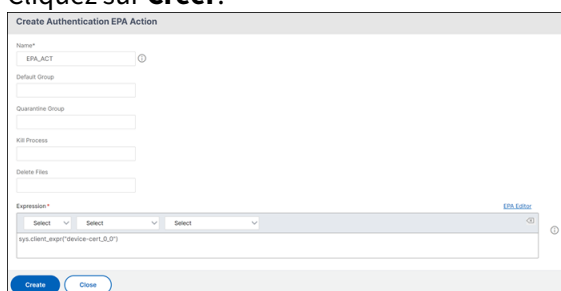 Cliquez sur Créer.
Create Authentication EPA Action
Name*
EPA_ACT
Default Group
Quarantine Group
Kill Process
Delete Files
Expression *
EPA Editor
Select Select Select
sys.client_expr("device-cert_0_0")
Create Close